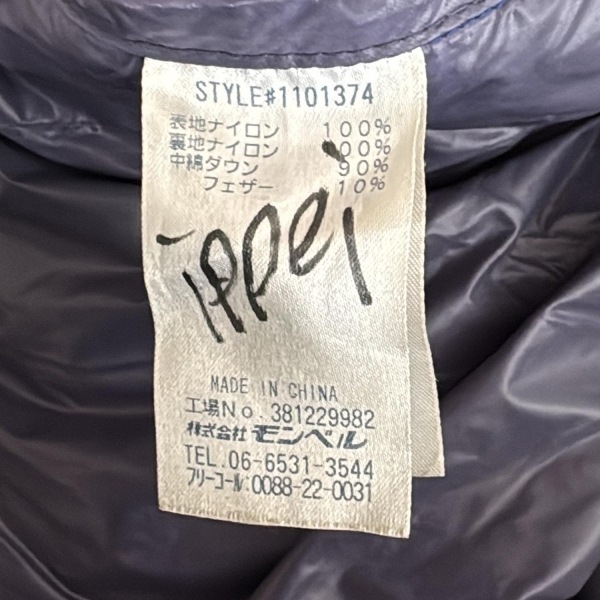 STYLE#1101374
表地ナイロン 100%
裏地ナイロン 100%
中綿ダウン 90%
フェザー 10%
ippei
MADE IN CHINA
工場No.381229982
株式会社 モンベル
TEL.06-6531-3544
フリーコール:0088-22-0031